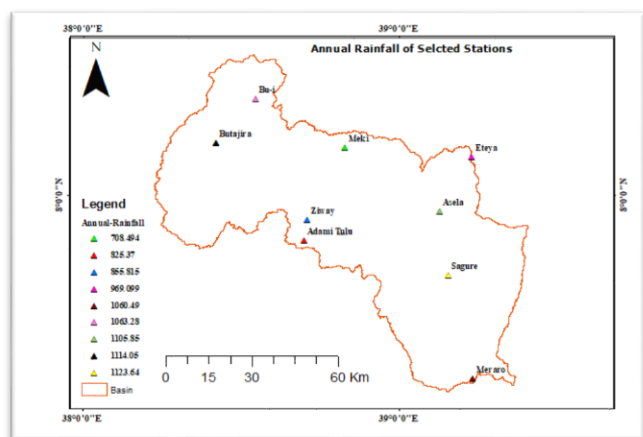 38°0'0"E
39°0'0"E
Annual Rainfall of Selcted Stations
N
Bu-i
Butajira
Meki
Eteya
8°0'0"N
8°0'0"N
Asela
Ziway
Adami Tulu
Sagure
Meraro
Legend
Annual-Rainfall
708.494
825.37
855.815
969.099
1060.49
1063.28
1105.85
1114.05
1123.64
Basin
0 15 30 60 Km
38°0'0"E
39°0'0"E